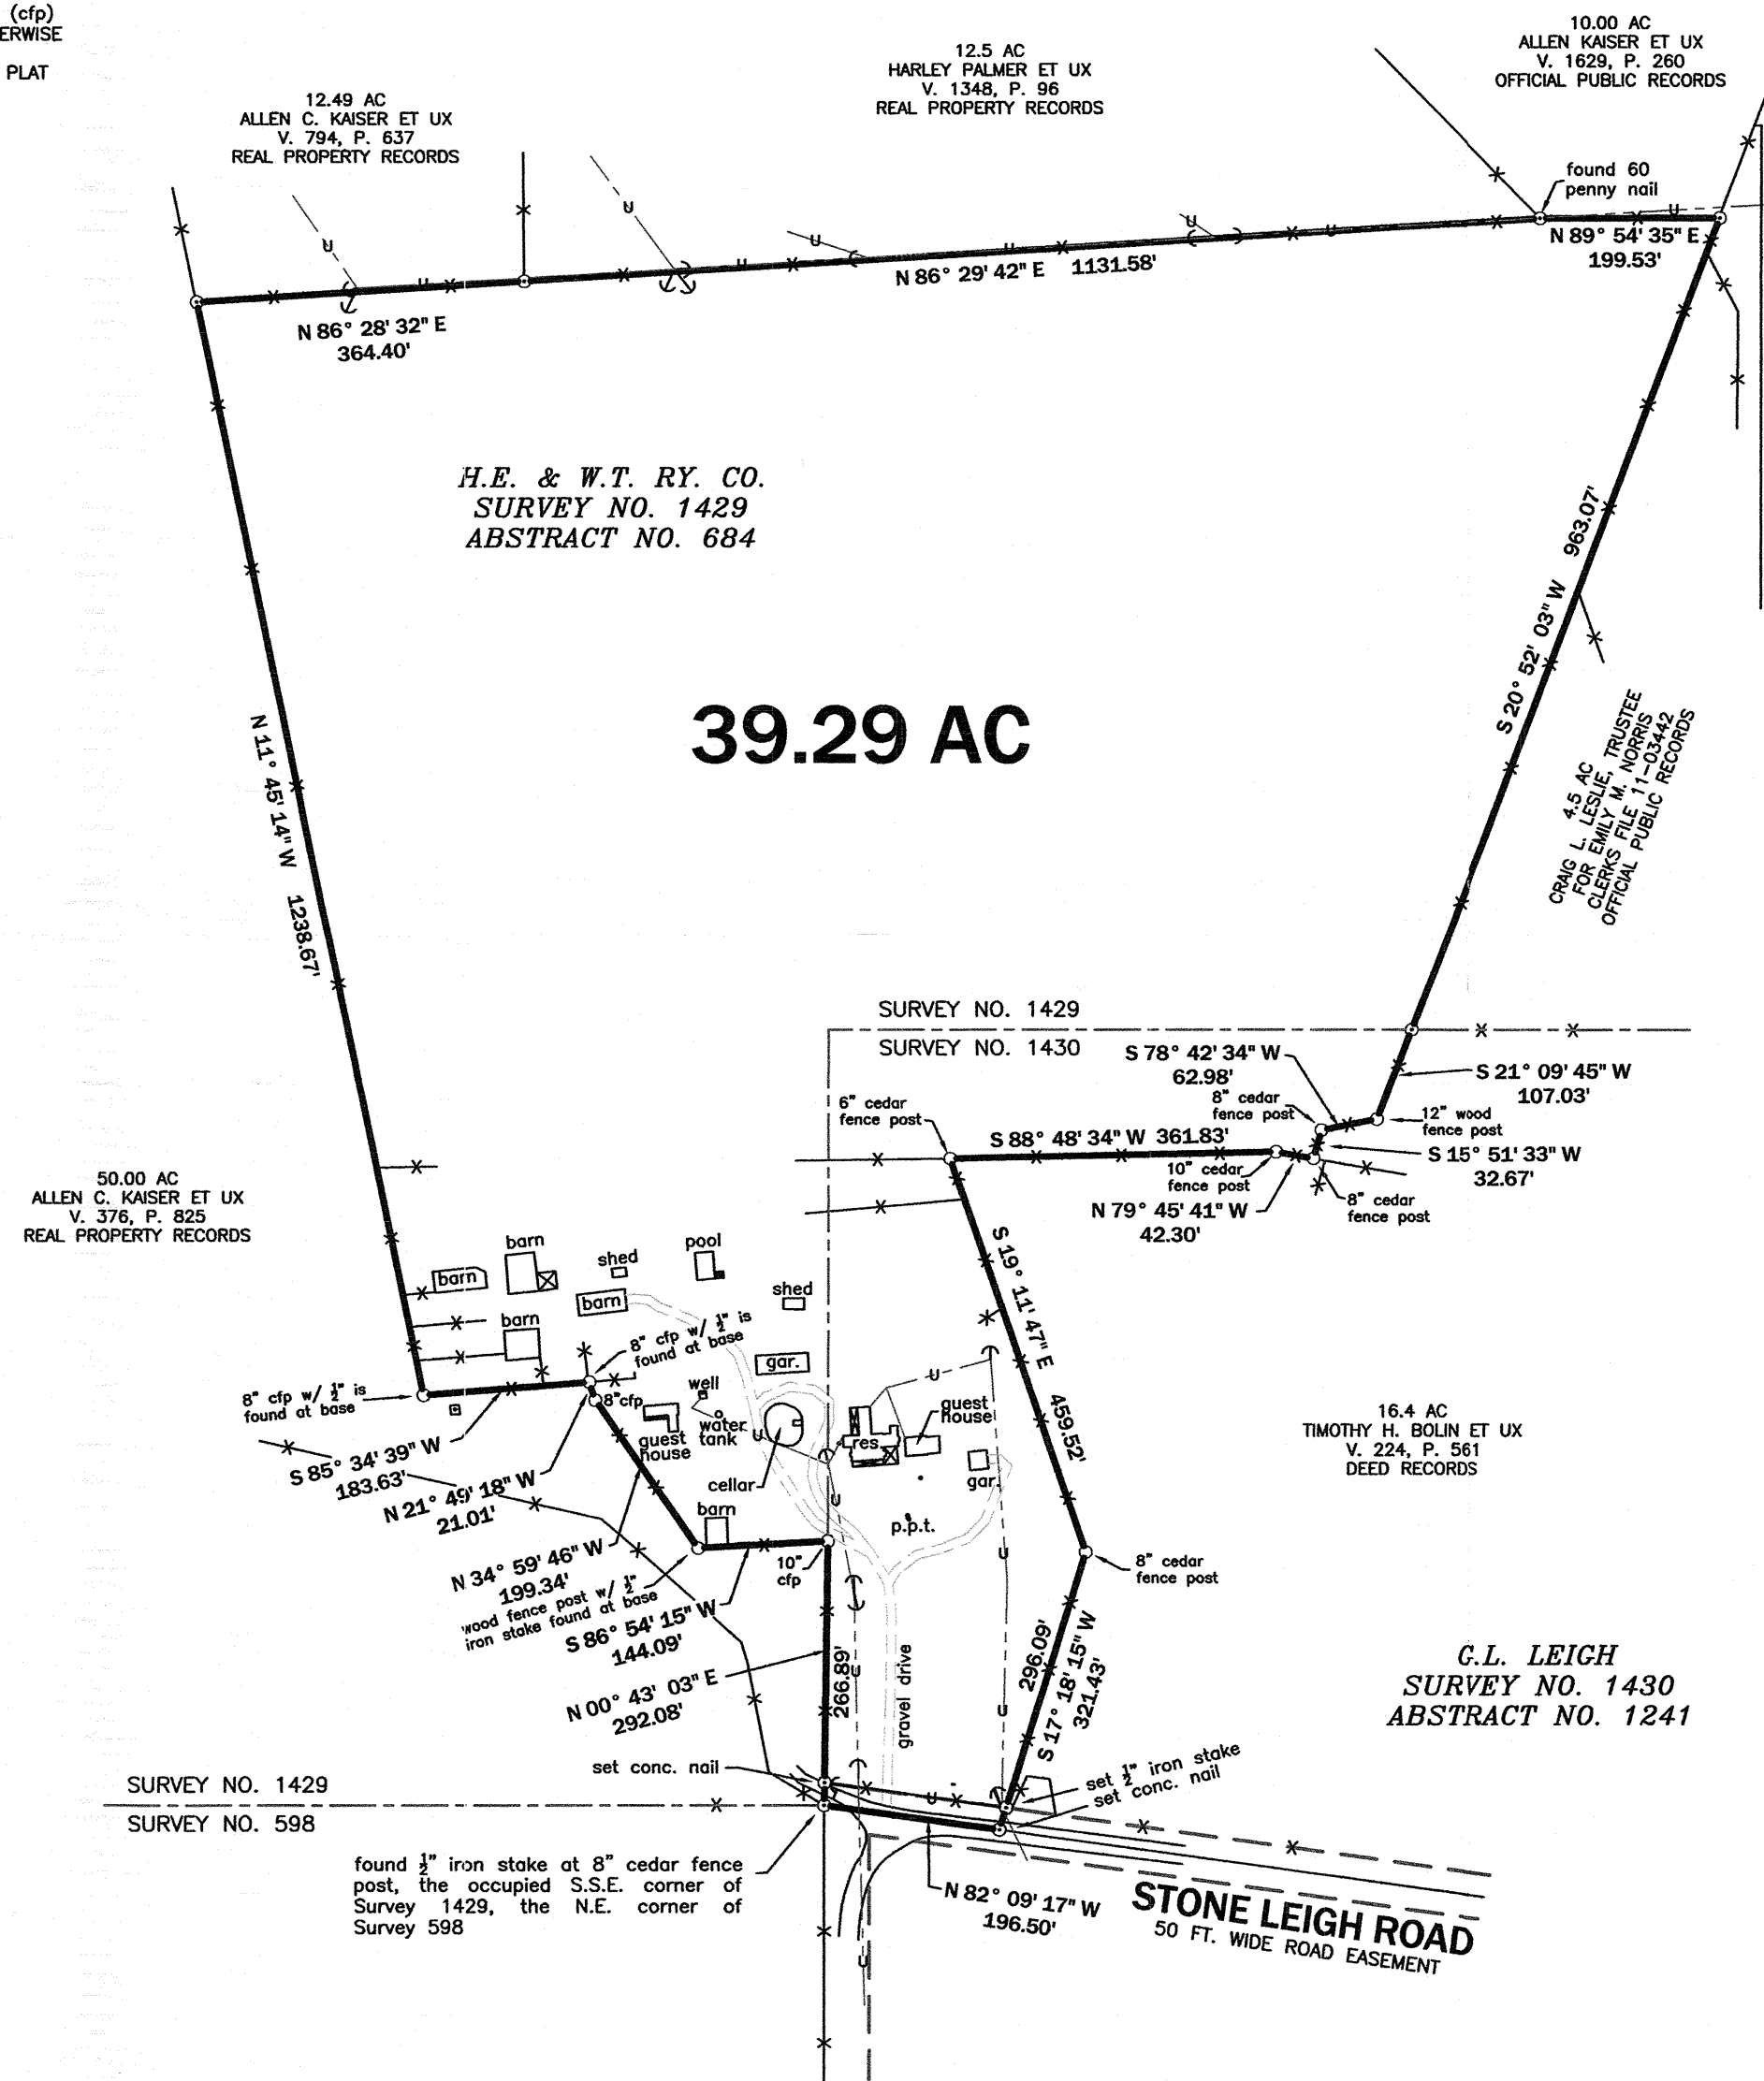 (cfp)
ERWISE
PLAT
12.49 AC
ALLEN C. KAISER ET UX
V. 794, P. 637
REAL PROPERTY RECORDS
12.5 AC
HARLEY PALMER ET UX
V. 1348, P. 96
REAL PROPERTY RECORDS
10.00 AC
ALLEN KAISER ET UX
V. 1629, P. 260
OFFICIAL PUBLIC RECORDS
found 60
penny nail
N 89° 54' 35" E
199.53'
N 86° 29' 42" E 1131.58'
N 86° 28' 32" E
364.40'
H.E. & W.T. RY. CO.
SURVEY NO. 1429
ABSTRACT NO. 684
39.29 AC
S 20° 52' 03" W 963.07'
N 11° 45' 14" W 1238.67'
4.5 AC
CRAIG L. LESLIE, TRUSTEE
FOR EMILY M. NORRIS
CLERKS FILE 11-03442
OFFICIAL PUBLIC RECORDS
SURVEY NO. 1429
SURVEY NO. 1430
S 78° 42' 34" W
62.98'
S 21° 09' 45" W
107.03'
6" cedar
fence post
8" cedar
fence post
12" wood
fence post
S 88° 48' 34" W 361.83'
S 15° 51' 33" W
32.67'
10" cedar
fence post
8" cedar
fence post
N 79° 45' 41" W
42.30'
50.00 AC
ALLEN C. KAISER ET UX
V. 376, P. 825
REAL PROPERTY RECORDS
barn
barn
shed
pool
barn
shed
barn
8" cfp w/ 1/2" is
found at base
gar.
8" cfp w/ 1/2" is
found at base
8"cfp
well
water
tank
guest
house
cellar
res.
guest
house
gar.
S 19° 11' 47" E 459.52'
16.4 AC
TIMOTHY H. BOLIN ET UX
V. 224, P. 561
DEED RECORDS
S 85° 34' 39" W
183.63'
N 21° 49' 18" W
21.01'
barn
p.p.t.
N 34° 59' 46" W
199.34'
10"
cfp
8" cedar
fence post
wood fence post w/ 1/2"
iron stake found at base
S 86° 54' 15" W
144.09'
N 00° 43' 03" E
292.08'
266.89'
gravel drive
296.09'
S 17° 18' 15" W
321.43'
G.L. LEIGH
SURVEY NO. 1430
ABSTRACT NO. 1241
set conc. nail
set 1/2" iron stake
set conc. nail
SURVEY NO. 1429
SURVEY NO. 598
found 1/2" iron stake at 8" cedar fence
post, the occupied S.S.E. corner of
Survey 1429, the N.E. corner of
Survey 598
N 82° 09' 17" W
196.50'
STONE LEIGH ROAD
50 FT. WIDE ROAD EASEMENT